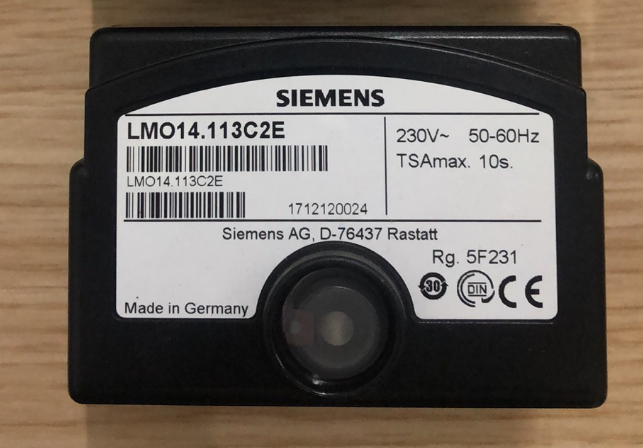 SIEMENS
LMO14.113C2E
230V~ 50-60Hz
TSAmax. 10s.
LMO14.113C2E
1712120024
Siemens AG, D-76437 Rastatt
Rg. 5F231
30
DIN
CE
Made in Germany